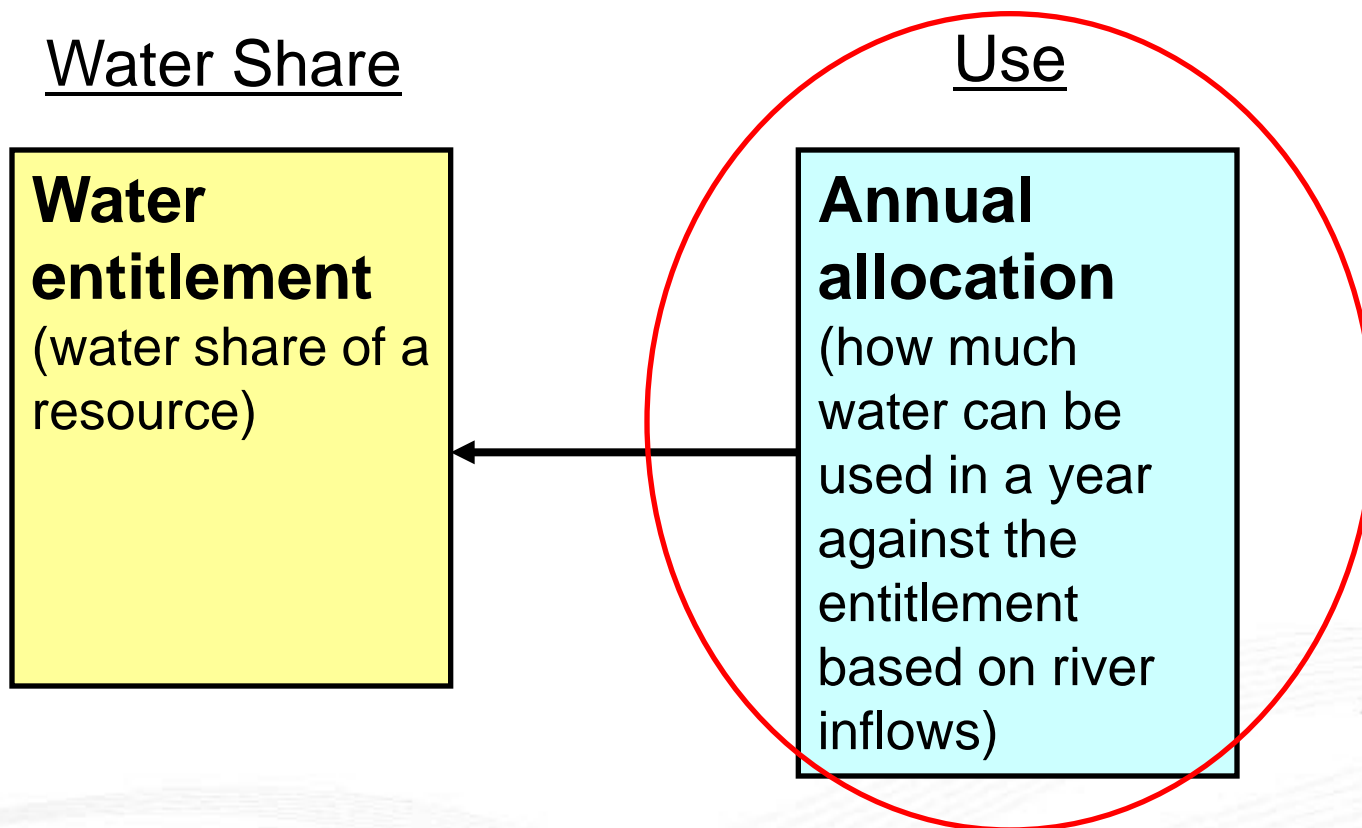 Water Share
Water
entitlement
(water share of a
resource)
Use
Annual
allocation
(how much
water can be
used in a year
against the
entitlement
based on river
inflows)